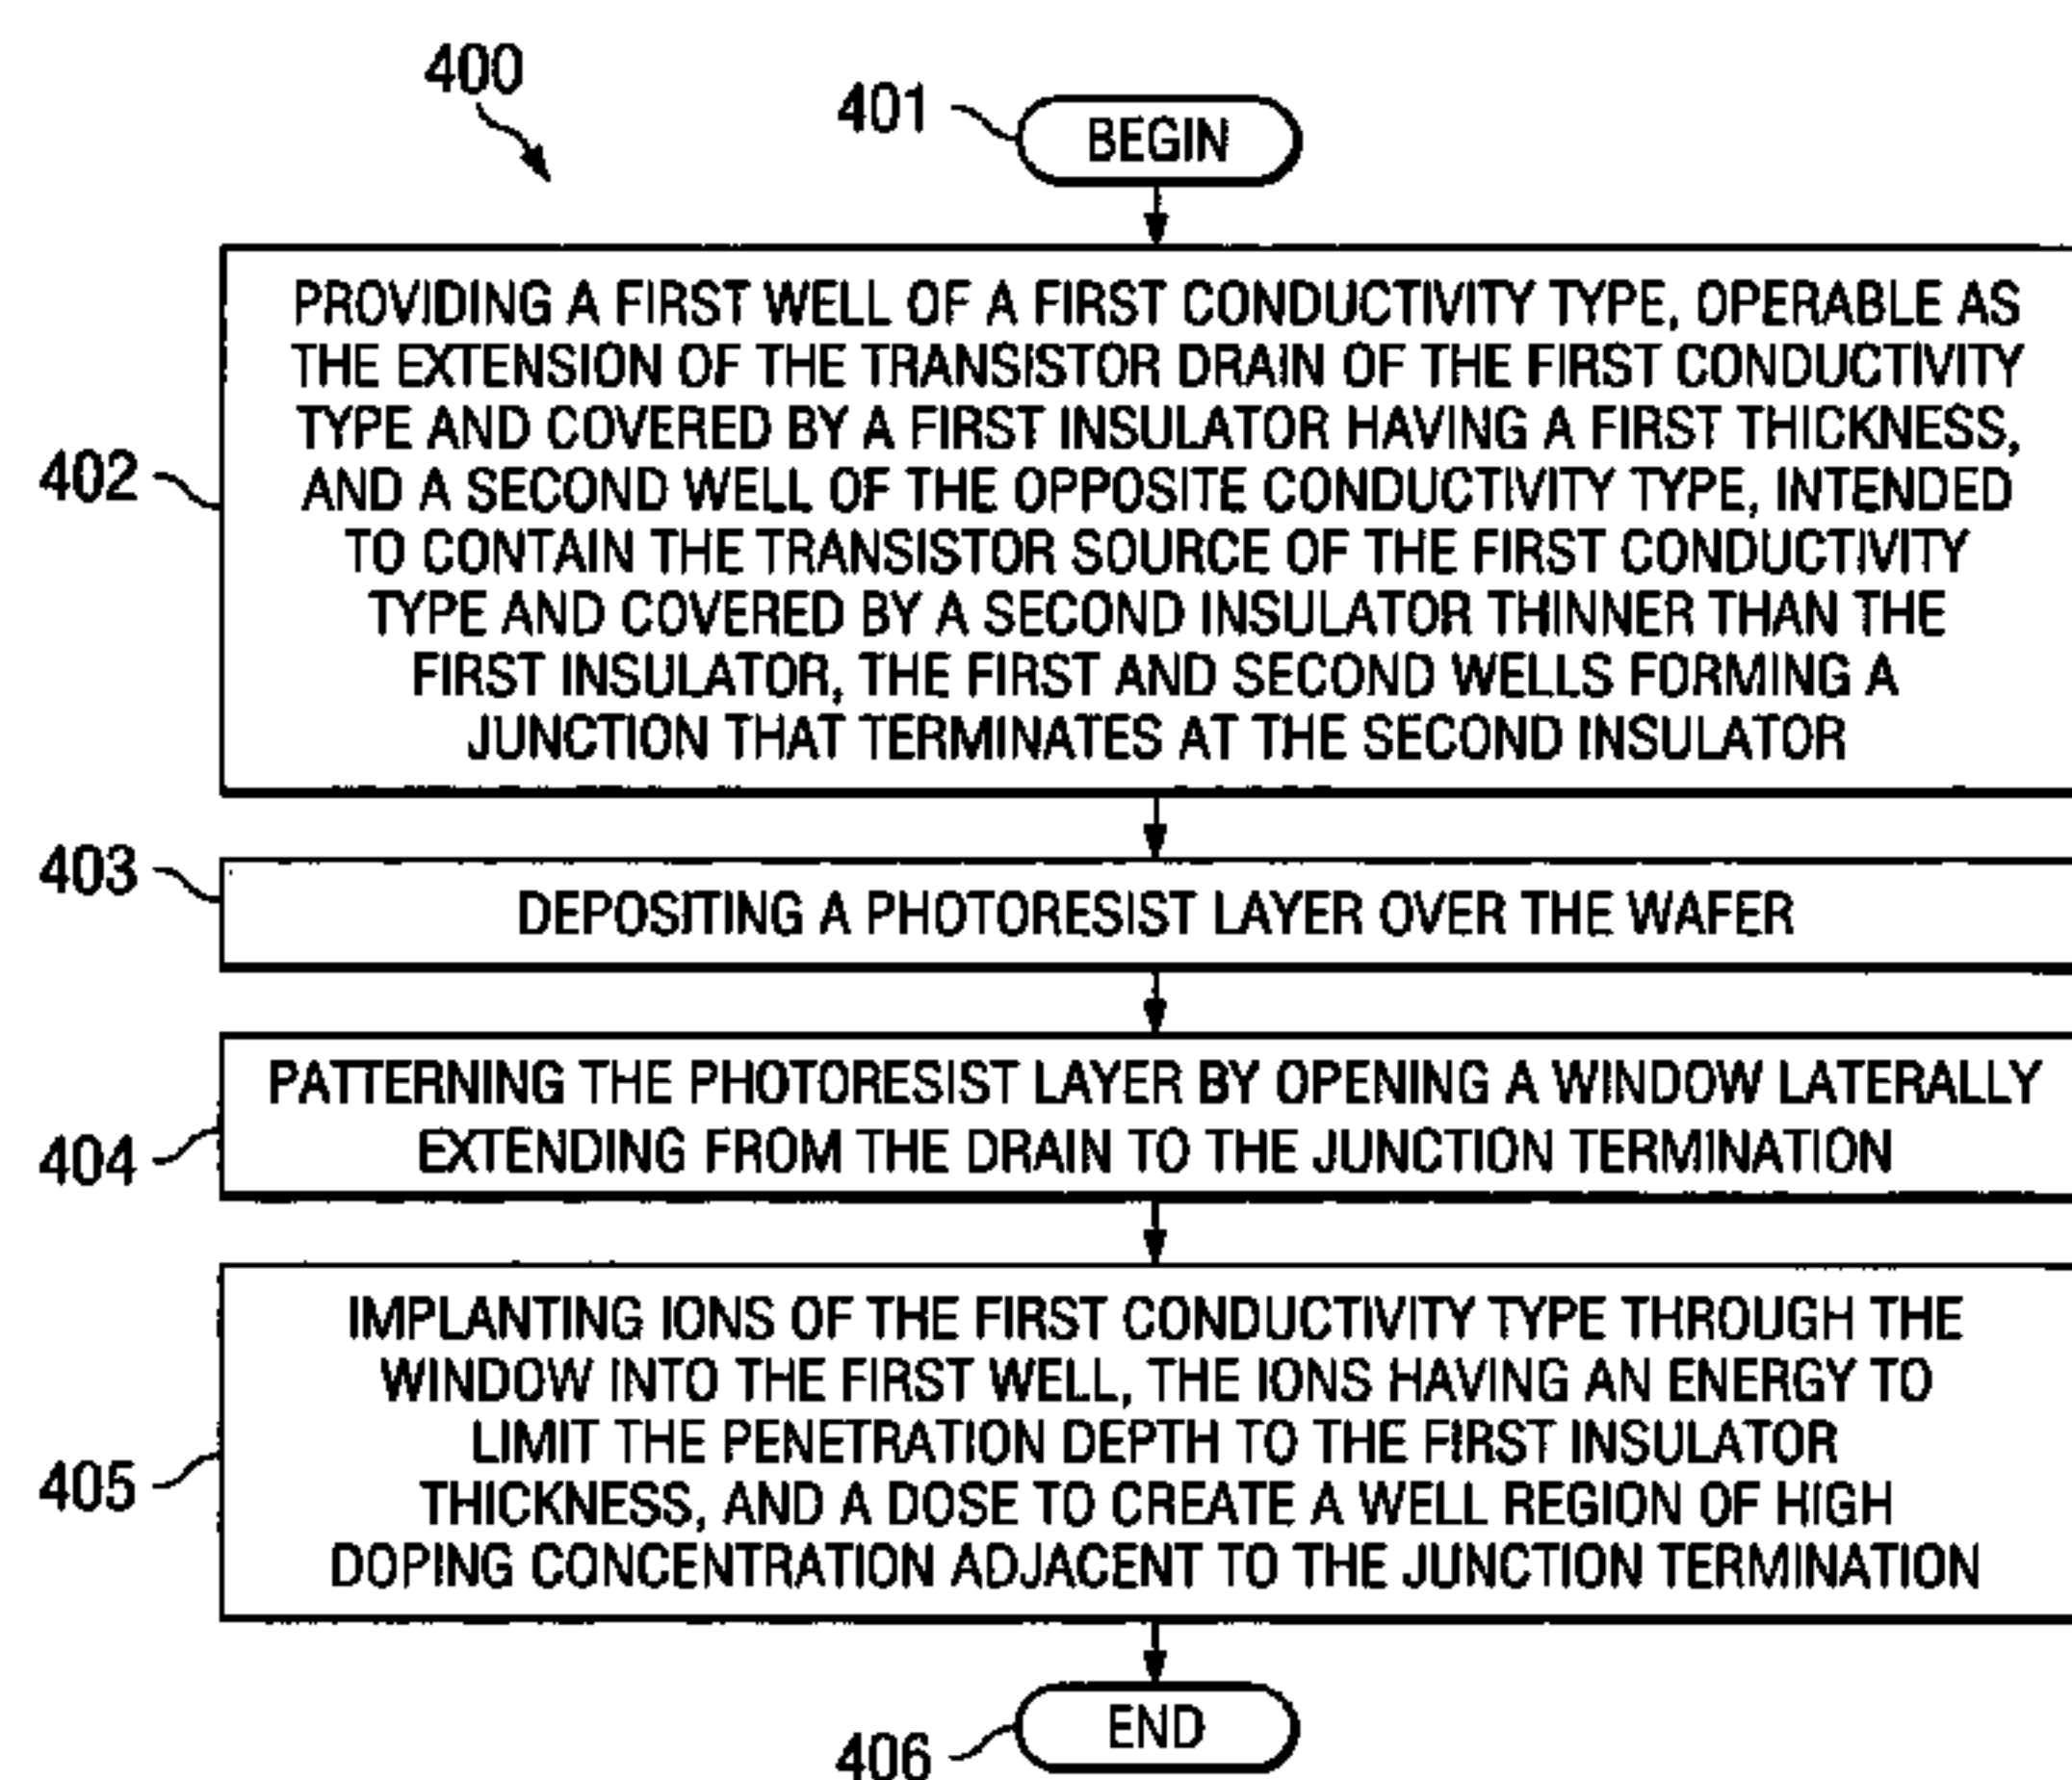 400
401
BEGIN
402
PROVIDING A FIRST WELL OF A FIRST CONDUCTIVITY TYPE, OPERABLE AS
THE EXTENSION OF THE TRANSISTOR DRAIN OF THE FIRST CONDUCTIVITY
TYPE AND COVERED BY A FIRST INSULATOR HAVING A FIRST THICKNESS,
AND A SECOND WELL OF THE OPPOSITE CONDUCTIVITY TYPE, INTENDED
TO CONTAIN THE TRANSISTOR SOURCE OF THE FIRST CONDUCTIVITY
TYPE AND COVERED BY A SECOND INSULATOR THINNER THAN THE
FIRST INSULATOR, THE FIRST AND SECOND WELLS FORMING A
JUNCTION THAT TERMINATES AT THE SECOND INSULATOR
403
DEPOSITING A PHOTORESIST LAYER OVER THE WAFER
404
PATTERNING THE PHOTORESIST LAYER BY OPENING A WINDOW LATERALLY
EXTENDING FROM THE DRAIN TO THE JUNCTION TERMINATION
405
IMPLANTING IONS OF THE FIRST CONDUCTIVITY TYPE THROUGH THE
WINDOW INTO THE FIRST WELL, THE IONS HAVING AN ENERGY TO
LIMIT THE PENETRATION DEPTH TO THE FIRST INSULATOR
THICKNESS, AND A DOSE TO CREATE A WELL REGION OF HIGH
DOPING CONCENTRATION ADJACENT TO THE JUNCTION TERMINATION
406
END